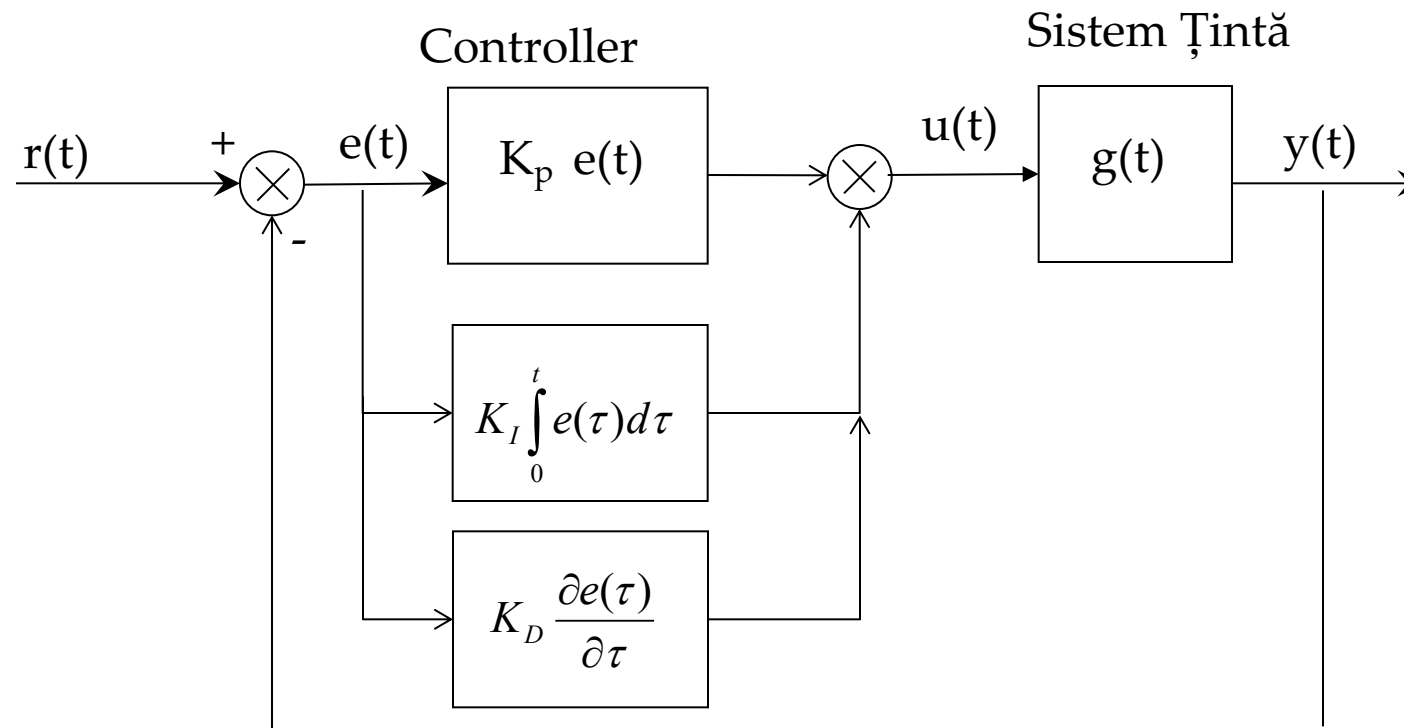 Controller
Sistem Țintă
r(t)
+
-
e(t)
K_p e(t)
u(t)
g(t)
y(t)
K_I ∫_0^t e(τ)dτ
K_D ∂e(τ)/∂τ